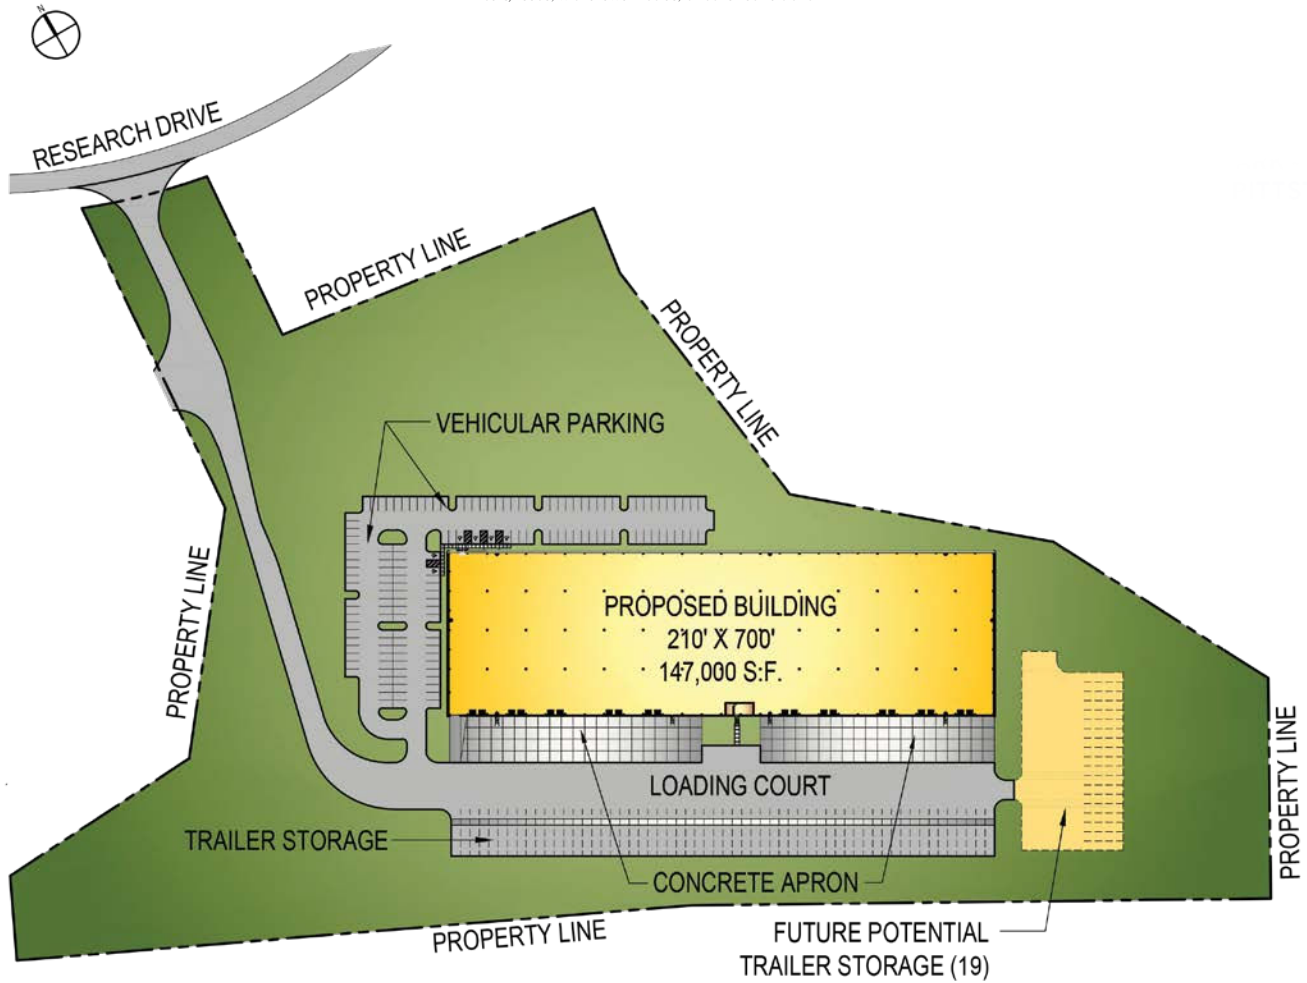 N
RESEARCH DRIVE
PROPERTY LINE
PROPERTY LINE
VEHICULAR PARKING
PROPERTY LINE
PROPOSED BUILDING
210' X 700'
147,000 S.F.
LOADING COURT
TRAILER STORAGE
CONCRETE APRON
PROPERTY LINE
PROPERTY LINE
FUTURE POTENTIAL
TRAILER STORAGE (19)